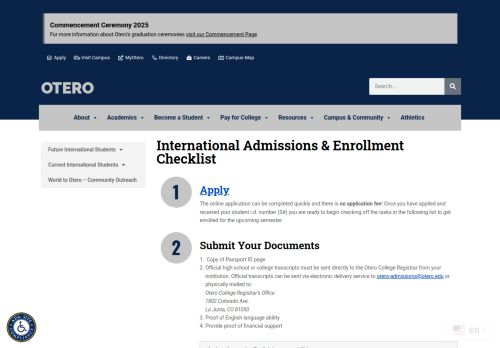 Commencement Ceremony 2025
For more information about Otero's graduation ceremonies visit our Commencement Page
Apply Visit Campus MyOtero Directory Careers Campus Map
OTERO
Search...
About Academics Become a Student Pay for College Resources Campus & Community Athletics
Future International Students
Current International Students
World to Otero – Community Outreach
International Admissions & Enrollment
Checklist
1 Apply
The online application can be completed quickly and there is no application fee! Once you have applied and
received your student i.d. number (S#) you are ready to begin checking off the tasks in the following list to get
enrolled for the upcoming semester.
2 Submit Your Documents
1. Copy of Passport ID page
2. Official high school or college transcripts must be sent directly to the Otero College Registrar from your
institution. Official transcripts can be sent via electronic delivery service to otero-admissions@otero.edu or
physically mailed to:
Otero College Registrar's Office
1802 Colorado Ave.
La Junta, CO 81050
3. Proof of English language ability
4. Provide proof of financial support
EN